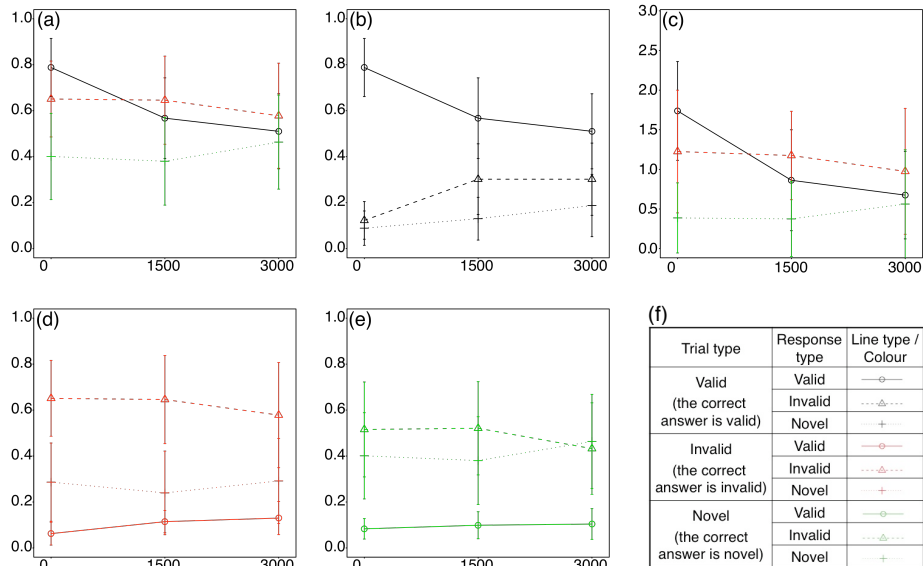 (a)
1.0
0.8
0.6
0.4
0.2
0.0
0 1500 3000
(b)
1.0
0.8
0.6
0.4
0.2
0.0
0 1500 3000
(c)
3.0
2.5
2.0
1.5
1.0
0.5
0.0
0 1500 3000
(d)
1.0
0.8
0.6
0.4
0.2
0.0
0 1500 3000
(e)
1.0
0.8
0.6
0.4
0.2
0.0
0 1500 3000
(f)
Trial type
Response
type
Line type /
Colour
Valid
(the correct
answer is valid)
Valid
Invalid
Novel
Invalid
(the correct
answer is invalid)
Valid
Invalid
Novel
Novel
(the correct
answer is novel)
Valid
Invalid
Novel